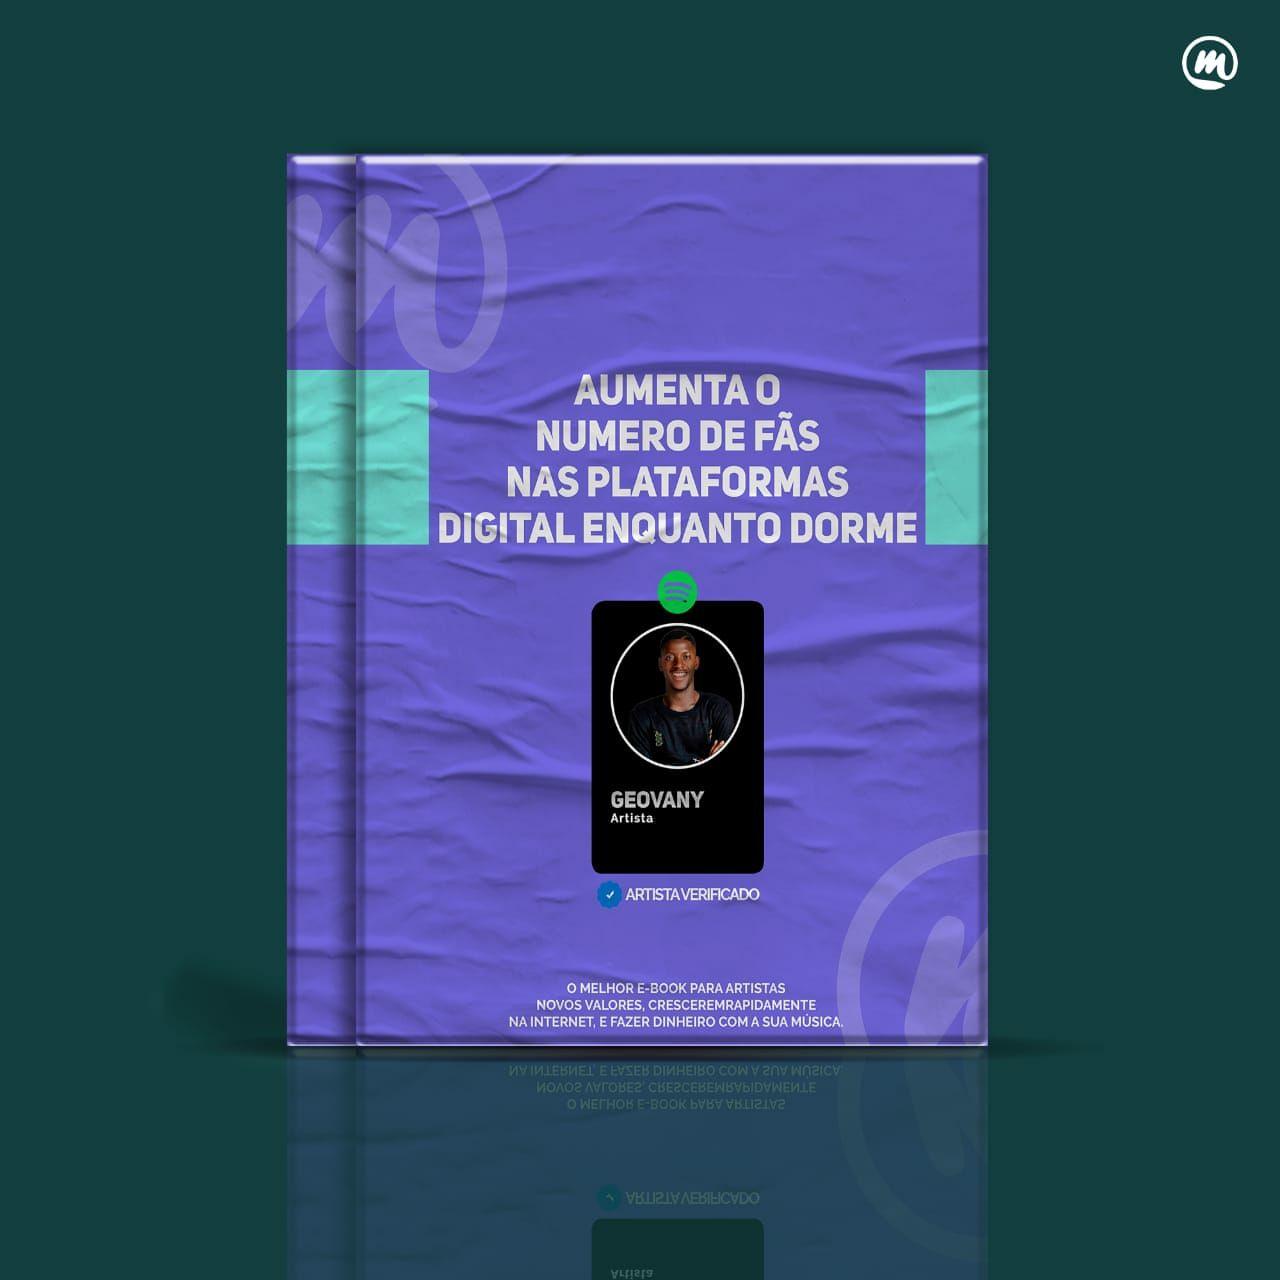 AUMENTA O
NUMERO DE FÃS
NAS PLATAFORMAS
DIGITAL ENQUANTO DORME
GEOVANY
Artista
ARTISTA VERIFICADO
O MELHOR E-BOOK PARA ARTISTAS
NOVOS VALORES, CRESCEREMRAPIDAMENTE
NA INTERNET, E FAZER DINHEIRO COM A SUA MÚSICA.